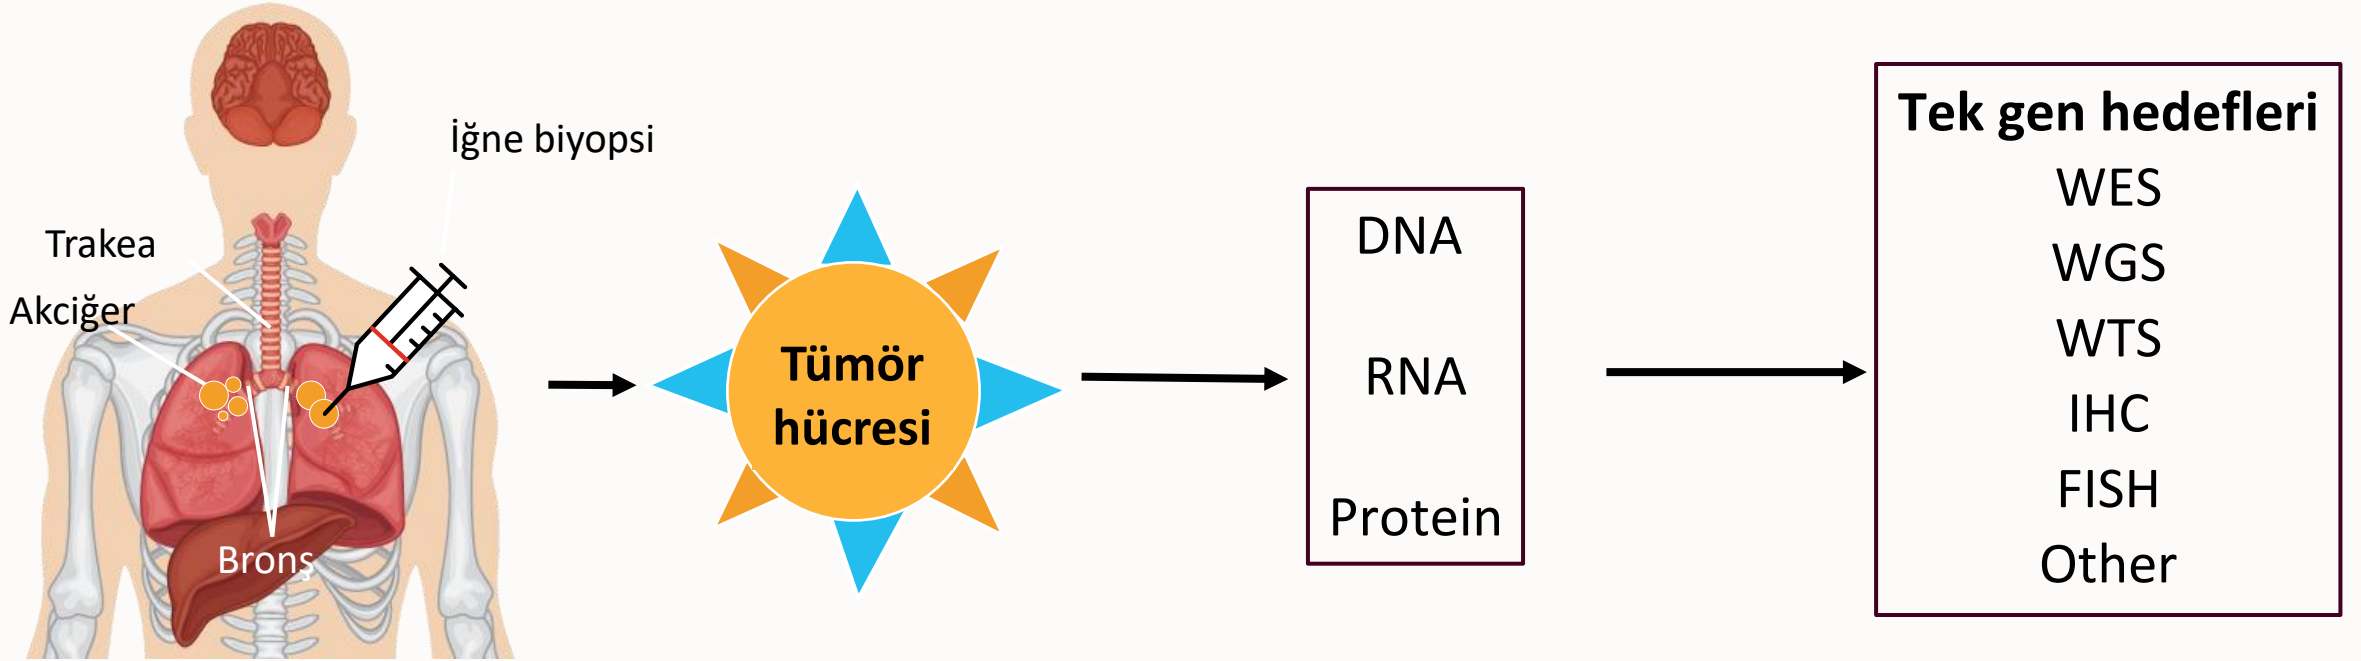 İğne biyopsi
Trakea
Akciğer
Bronş
Tümör
hücresi
DNA
RNA
Protein
Tek gen hedefleri
WES
WGS
WTS
IHC
FISH
Other